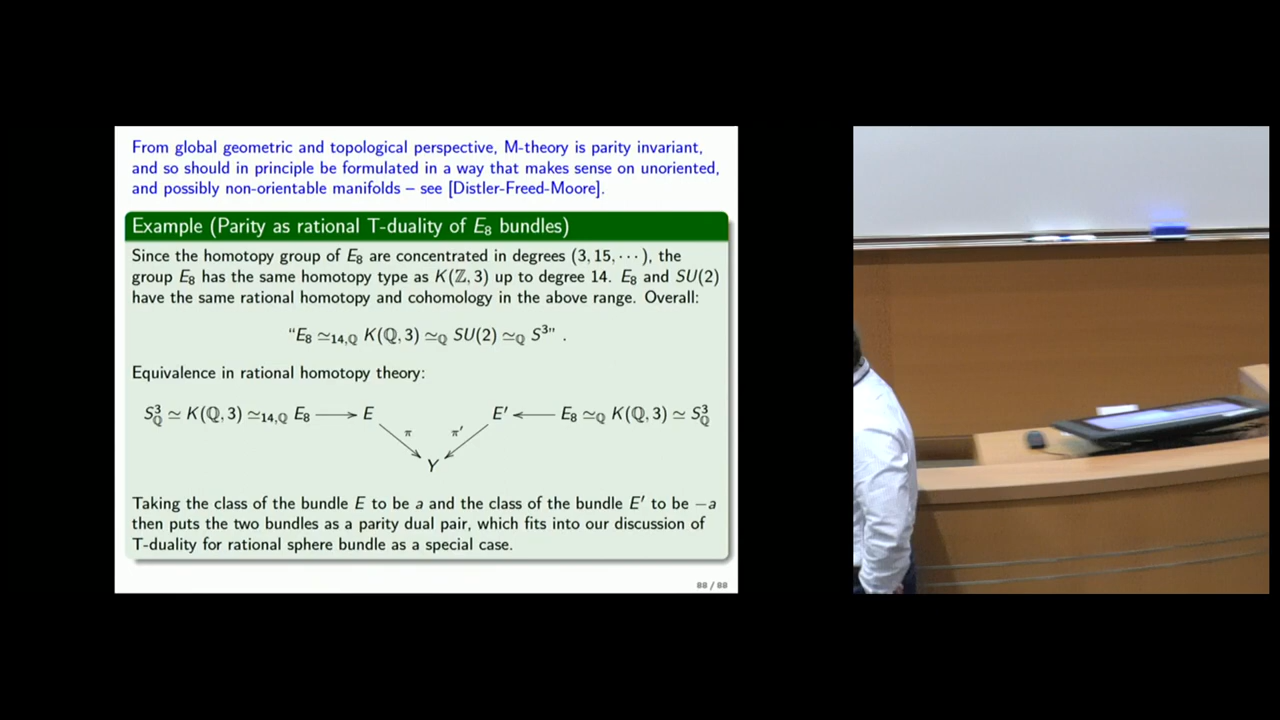 From global geometric and topological perspective, M-theory is parity invariant,
and so should in principle be formulated in a way that makes sense on unoriented,
and possibly non-orientable manifolds – see [Distler-Freed-Moore].
Example (Parity as rational T-duality of E₈ bundles)
Since the homotopy group of E₈ are concentrated in degrees (3, 15, ⋯), the
group E₈ has the same homotopy type as K(ℤ, 3) up to degree 14. E₈ and SU(2)
have the same rational homotopy and cohomology in the above range. Overall:
“E₈ ≃₁₄,ℚ K(ℚ, 3) ≃ℚ SU(2) ≃ℚ S³” .
Equivalence in rational homotopy theory:
S³ℚ ≃ K(ℚ, 3) ≃₁₄,ℚ E₈ ⟶ E E′ ⟵ E₈ ≃ℚ K(ℚ, 3) ≃ S³ℚ
π π′
Y
Taking the class of the bundle E to be a and the class of the bundle E′ to be −a
then puts the two bundles as a parity dual pair, which fits into our discussion of
T-duality for rational sphere bundle as a special case.
88 / 88